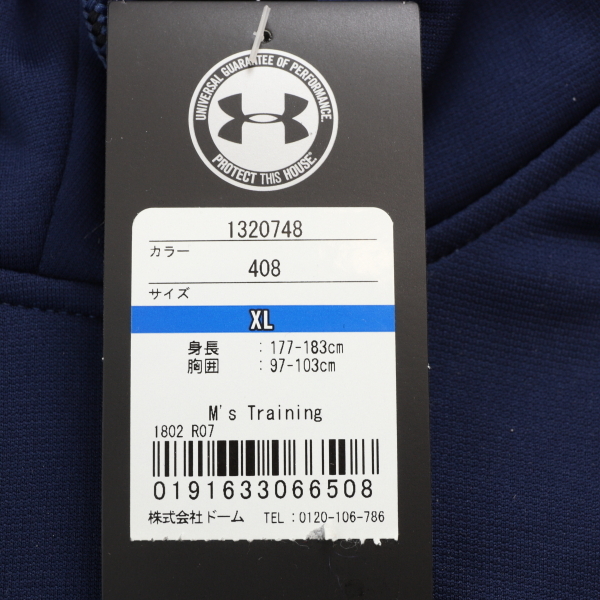 UNIVERSAL GUARANTEE OF PERFORMANCE.
PROTECT THIS HOUSE.
1320748
カラー
408
サイズ
XL
身長 : 177-183cm
胸囲 : 97-103cm
M's Training
1802 R07
0191633066508
株式会社ドーム TEL : 0120-106-786